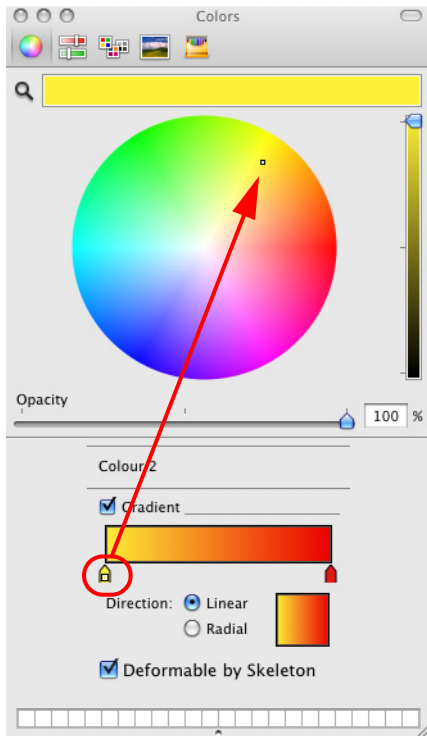 Colors
Opacity
100 %
Colour 2
Gradient
Direction: Linear
Radial
Deformable by Skeleton